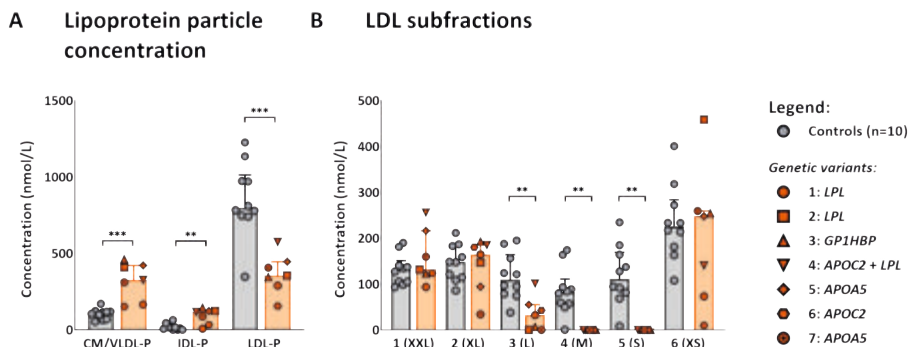 A Lipoprotein particle concentration
B LDL subfractions
Concentration (nmol/L)
1500
1000
500
0
***
**
***
CM/VLDL-P IDL-P LDL-P
Concentration (nmol/L)
500
400
300
200
100
0
** ** **
1 (XXL) 2 (XL) 3 (L) 4 (M) 5 (S) 6 (XS)
Legend:
Controls (n=10)
Genetic variants:
1: LPL
2: LPL
3: GP1HBP
4: APOC2 + LPL
5: APOA5
6: APOC2
7: APOA5